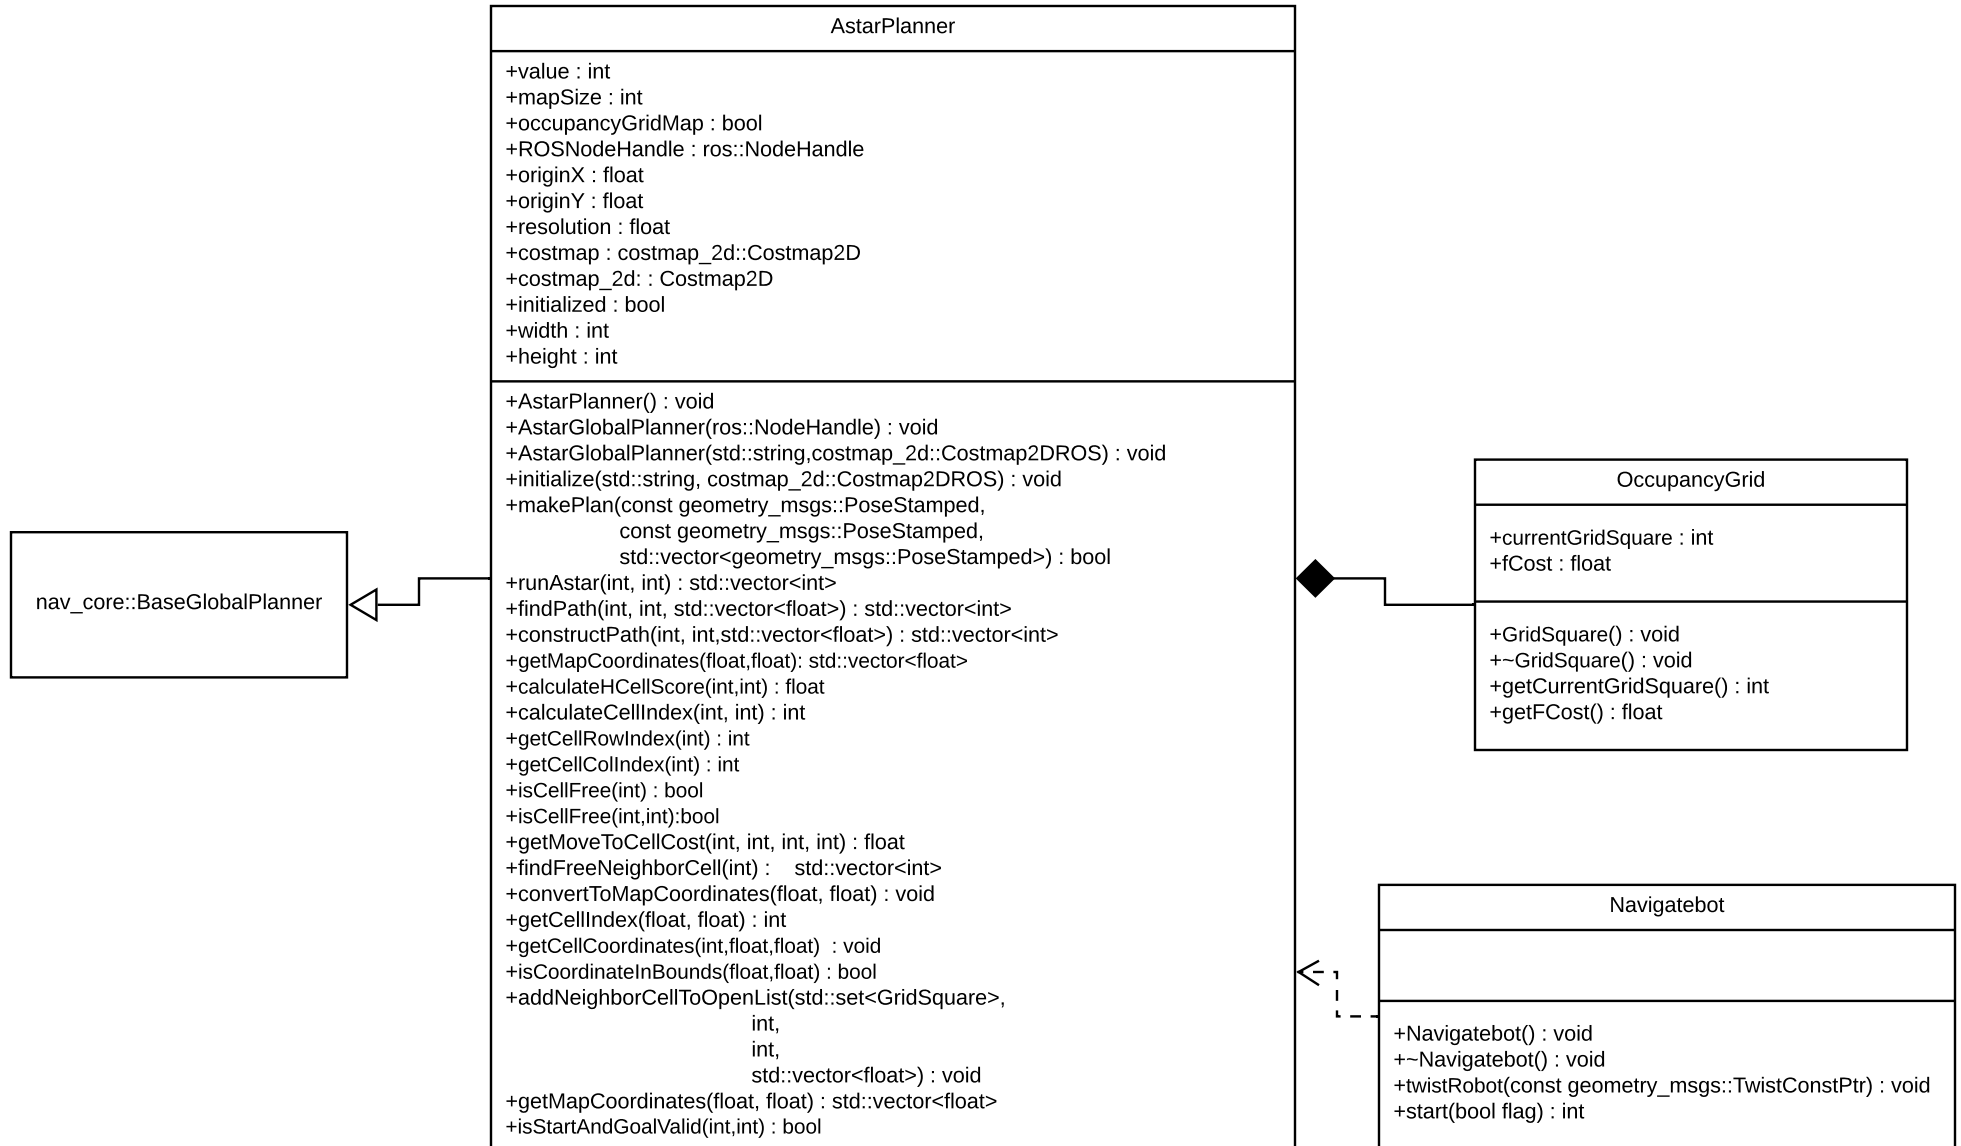 AstarPlanner
+value : int
+mapSize : int
+occupancyGridMap : bool
+ROSNodeHandle : ros::NodeHandle
+originX : float
+originY : float
+resolution : float
+costmap : costmap_2d::Costmap2D
+costmap_2d: : Costmap2D
+initialized : bool
+width : int
+height : int
+AstarPlanner() : void
+AstarGlobalPlanner(ros::NodeHandle) : void
+AstarGlobalPlanner(std::string,costmap_2d::Costmap2DROS) : void
+initialize(std::string, costmap_2d::Costmap2DROS) : void
+makePlan(const geometry_msgs::PoseStamped,
const geometry_msgs::PoseStamped,
std::vector<geometry_msgs::PoseStamped>) : bool
+runAstar(int, int) : std::vector<int>
+findPath(int, int, std::vector<float>) : std::vector<int>
+constructPath(int, int,std::vector<float>) : std::vector<int>
+getMapCoordinates(float,float): std::vector<float>
+calculateHCellScore(int,int) : float
+calculateCellIndex(int, int) : int
+getCellRowIndex(int) : int
+getCellColIndex(int) : int
+isCellFree(int) : bool
+isCellFree(int,int):bool
+getMoveToCellCost(int, int, int, int) : float
+findFreeNeighborCell(int) :    std::vector<int>
+convertToMapCoordinates(float, float) : void
+getCellIndex(float, float) : int
+getCellCoordinates(int,float,float)  : void
+isCoordinateInBounds(float,float) : bool
+addNeighborCellToOpenList(std::set<GridSquare>,
int,
int,
std::vector<float>) : void
+getMapCoordinates(float, float) : std::vector<float>
+isStartAndGoalValid(int,int) : bool
nav_core::BaseGlobalPlanner
OccupancyGrid
+currentGridSquare : int
+fCost : float
+GridSquare() : void
+~GridSquare() : void
+getCurrentGridSquare() : int
+getFCost() : float
Navigatebot
+Navigatebot() : void
+~Navigatebot() : void
+twistRobot(const geometry_msgs::TwistConstPtr) : void
+start(bool flag) : int